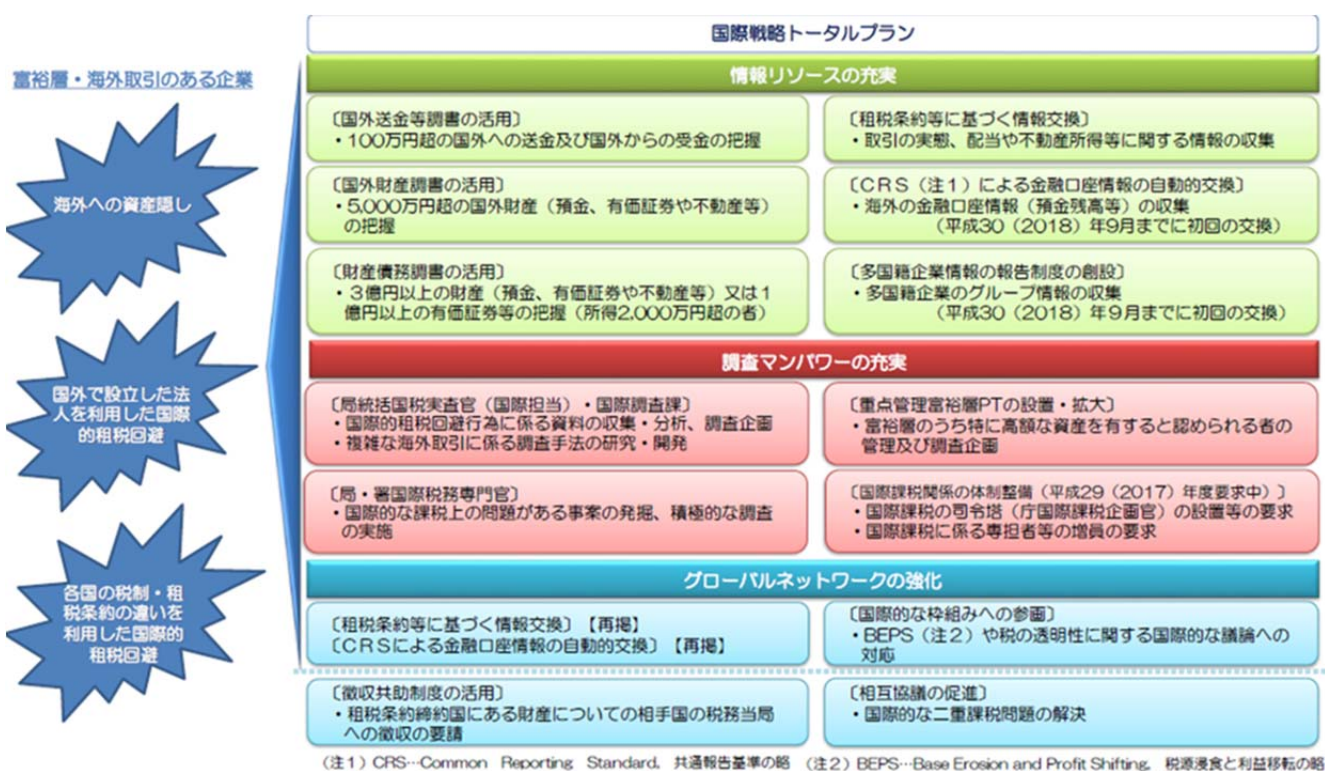 国際戦略トータルプラン
富裕層・海外取引のある企業
海外への資産隠し
国外で設立した法
人を利用した国際
的租税回避
各国の税制・租
税条約の違いを
利用した国際的
租税回避
情報リソースの充実
〔国外送金等調書の活用〕
・100万円超の国外への送金及び国外からの受金の把握
〔租税条約等に基づく情報交換〕
・取引の実態、配当や不動産所得等に関する情報の収集
〔国外財産調書の活用〕
・5,000万円超の国外財産（預金、有価証券や不動産等）
の把握
〔CRS（注1）による金融口座情報の自動的交換〕
・海外の金融口座情報（預金残高等）の収集
（平成30（2018）年9月までに初回の交換）
〔財産債務調書の活用〕
・３億円以上の財産（預金、有価証券や不動産等）又は１
億円以上の有価証券等の把握（所得2,000万円超の者）
〔多国籍企業情報の報告制度の創設〕
・多国籍企業のグループ情報の収集
（平成30（2018）年9月までに初回の交換）
調査マンパワーの充実
〔局統括国税実査官（国際担当）・国際調査課〕
・国際的租税回避行為に係る資料の収集・分析、調査企画
・複雑な海外取引に係る調査手法の研究・開発
〔重点管理富裕層PTの設置・拡大〕
・富裕層のうち特に高額な資産を有すると認められる者の
管理及び調査企画
〔局・署国際税務専門官〕
・国際的な課税上の問題がある事案の発掘、積極的な調査
の実施
〔国際課税関係の体制整備（平成29（2017）年度要求中）〕
・国際課税の司令塔（庁国際課税企画官）の設置等の要求
・国際課税に係る専担者等の増員の要求
グローバルネットワークの強化
〔租税条約等に基づく情報交換〕【再掲】
〔CRSによる金融口座情報の自動的交換〕【再掲】
〔国際的な枠組みへの参画〕
・BEPS（注２）や税の透明性に関する国際的な議論への
対応
〔徴収共助制度の活用〕
・租税条約締約国にある財産についての相手国の税務当局
への徴収の要請
〔相互協議の促進〕
・国際的な二重課税問題の解決
（注１）CRS…Common Reporting Standard, 共通報告基準の略 （注２）BEPS…Base Erosion and Profit Shifting, 税源浸食と利益移転の略